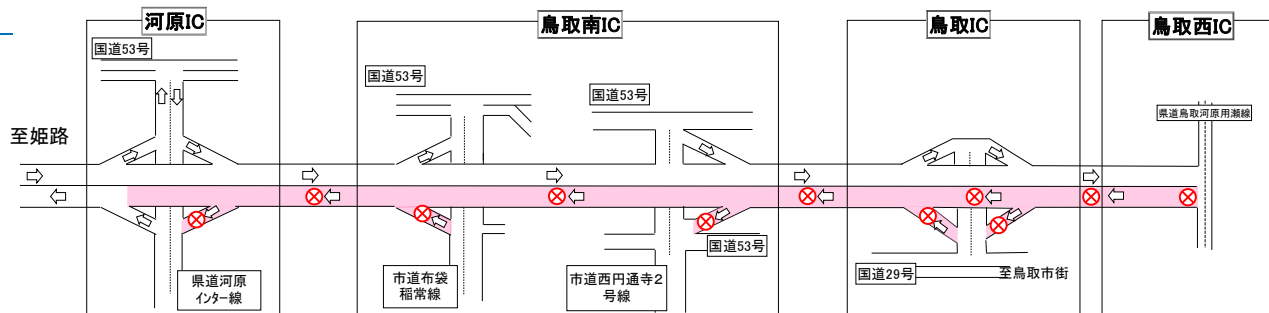 河原IC
鳥取南IC
鳥取IC
鳥取西IC
国道53号
国道53号
国道53号
県道鳥取河原用瀬線
至姫路
国道53号
県道河原
インター線
市道布袋
稲常線
市道西円通寺2
号線
国道29号
至鳥取市街